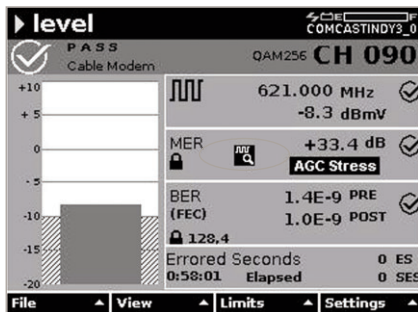 level
COMCASTINDY3_0
PASS
Cable Modem
QAM256 CH 090
+10
+ 5
0
- 5
-10
-15
-20
621.000 MHz
-8.3 dBmV
MER
+33.4 dB
AGC Stress
BER
(FEC)
1.4E-9 PRE
1.0E-9 POST
128,4
Errored Seconds 0 ES
0:58:01 Elapsed 0 SES
File View Limits Settings